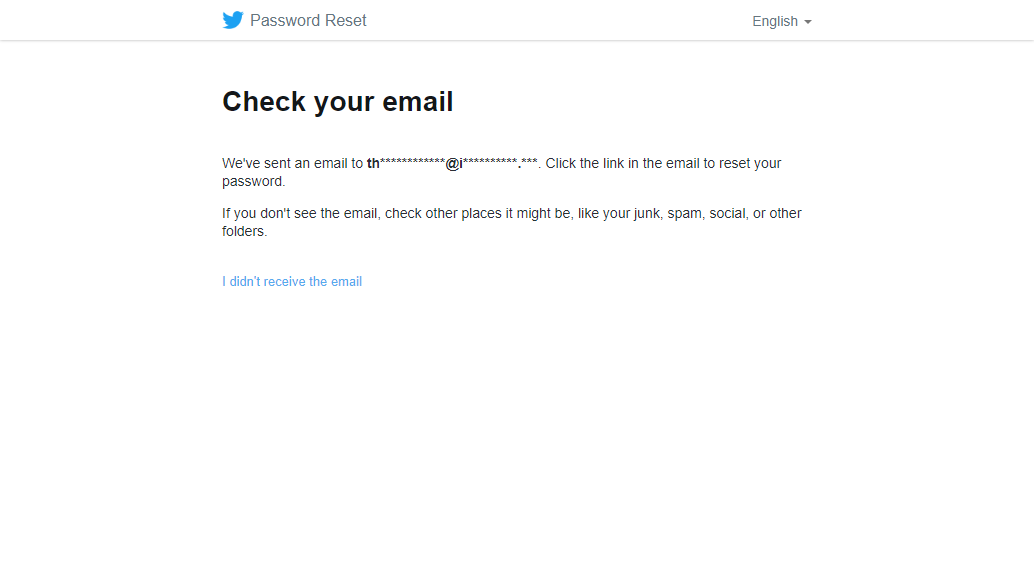 Password Reset
English
Check your email
We've sent an email to th************@i**********.***. Click the link in the email to reset your
password.
If you don't see the email, check other places it might be, like your junk, spam, social, or other
folders.
I didn't receive the email